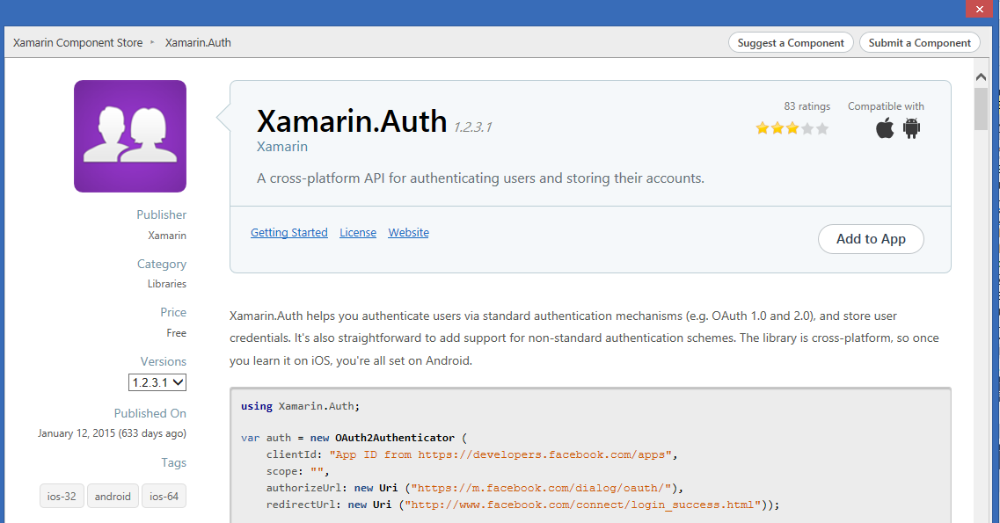 Xamarin Component Store ▸ Xamarin.Auth
Suggest a Component
Submit a Component
Xamarin.Auth 1.2.3.1
Xamarin
83 ratings
Compatible with
A cross-platform API for authenticating users and storing their accounts.
Getting Started License Website
Add to App
Publisher
Xamarin
Category
Libraries
Price
Free
Versions
1.2.3.1
Published On
January 12, 2015 (633 days ago)
Tags
ios-32 android ios-64
Xamarin.Auth helps you authenticate users via standard authentication mechanisms (e.g. OAuth 1.0 and 2.0), and store user
credentials. It's also straightforward to add support for non-standard authentication schemes. The library is cross-platform, so once
you learn it on iOS, you're all set on Android.
using Xamarin.Auth;
var auth = new OAuth2Authenticator (
clientId: "App ID from https://developers.facebook.com/apps",
scope: "",
authorizeUrl: new Uri ("https://m.facebook.com/dialog/oauth/"),
redirectUrl: new Uri ("http://www.facebook.com/connect/login_success.html"));